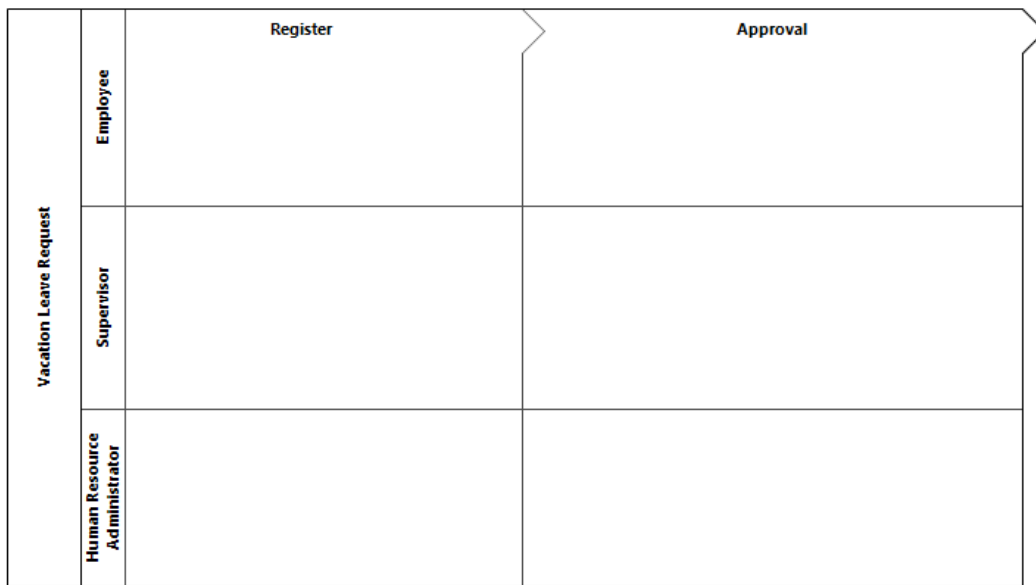 Register
Approval
Vacation Leave Request
Employee
Supervisor
Human Resource
Administrator